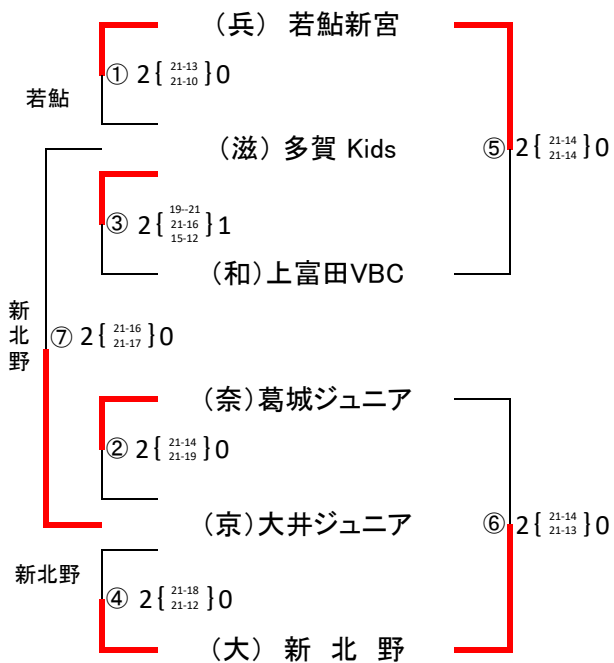 (兵) 若鮎新宮
① 2 { 21-13 21-10 } 0
若鮎
(滋) 多賀 Kids
⑤ 2 { 21-14 21-14 } 0
③ 2 { 19--21 21-16 15-12 } 1
(和)上富田VBC
新北野
⑦ 2 { 21-16 21-17 } 0
(奈)葛城ジュニア
② 2 { 21-14 21-19 } 0
(京)大井ジュニア
⑥ 2 { 21-14 21-13 } 0
新北野
④ 2 { 21-18 21-12 } 0
(大) 新 北 野